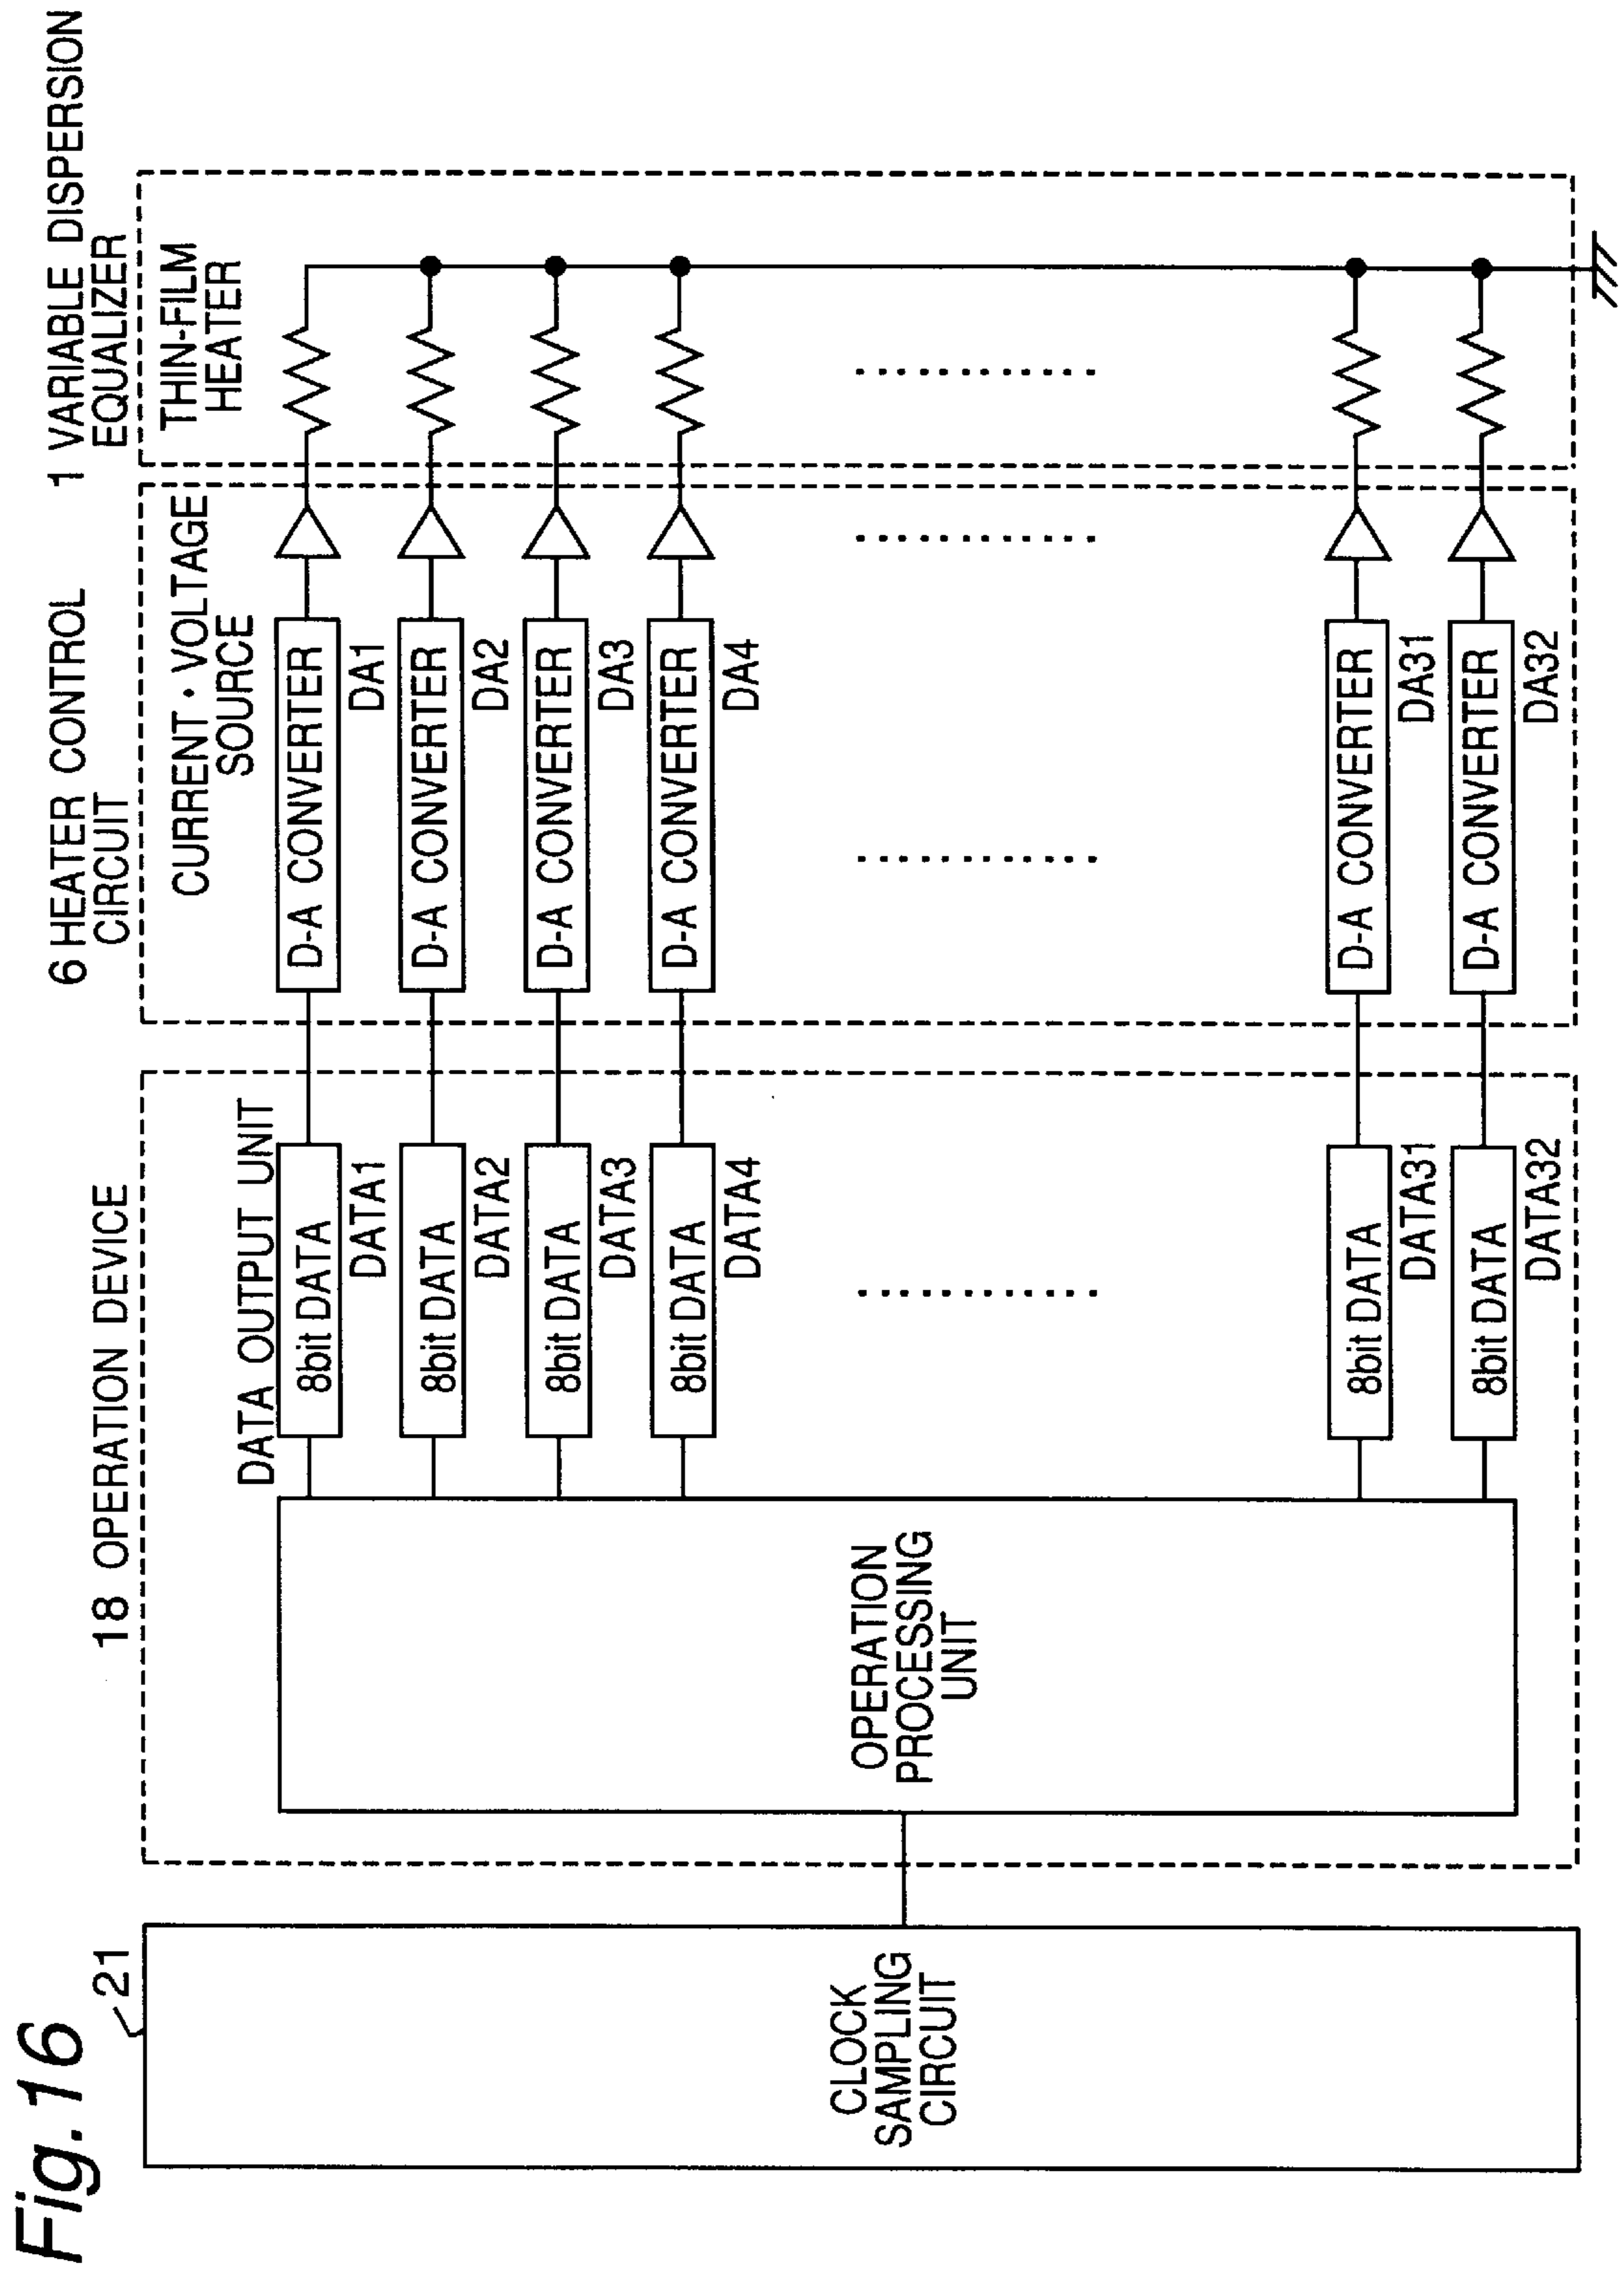 Fig.16
21
CLOCK
SAMPLING
CIRCUIT
18 OPERATION DEVICE
OPERATION
PROCESSING
UNIT
DATA OUTPUT UNIT
8bit DATA
DATA1
8bit DATA
DATA2
8bit DATA
DATA3
8bit DATA
DATA4
8bit DATA
DATA31
8bit DATA
DATA32
6 HEATER CONTROL
CIRCUIT
CURRENT・VOLTAGE
SOURCE
D-A CONVERTER
DA1
D-A CONVERTER
DA2
D-A CONVERTER
DA3
D-A CONVERTER
DA4
D-A CONVERTER
DA31
D-A CONVERTER
DA32
1 VARIABLE DISPERSION
EQUALIZER
THIN-FILM
HEATER